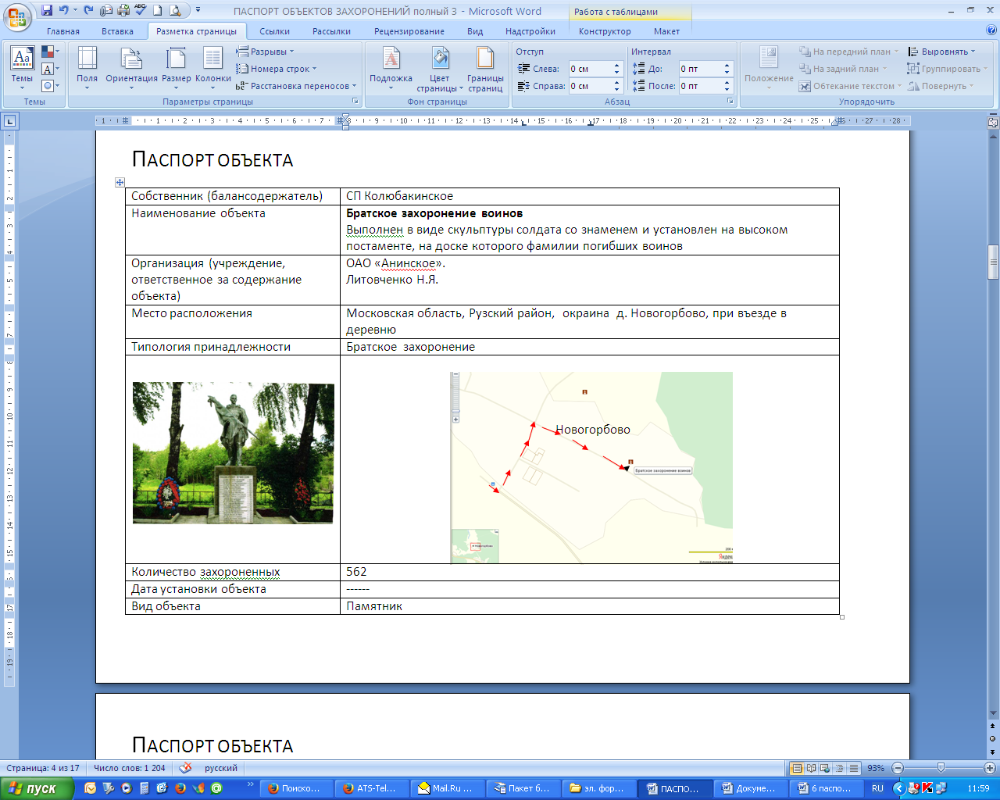 ПАСПОРТ ОБЪЕКТОВ ЗАХОРОНЕНИЙ полный 3 - Microsoft Word
Работа с таблицами
Главная Вставка Разметка страницы Ссылки Рассылки Рецензирование Вид Надстройки Конструктор Макет
Темы
Поля
Ориентация
Размер
Колонки
Разрывы
Номера строк
Расстановка переносов
Подложка
Цвет страницы
Границы страниц
Отступ
Слева: 0 см
Справа: 0 см
Интервал
До: 0 пт
После: 0 пт
Положение
На передний план
На задний план
Обтекание текстом
Выровнять
Группировать
Повернуть
Темы Параметры страницы Фон страницы Абзац Упорядочить
ПАСПОРТ ОБЪЕКТА
Собственник (балансодержатель) СП Колюбакинское
Наименование объекта Братское захоронение воинов
Выполнен в виде скульптуры солдата со знаменем и установлен на высоком
постаменте, на доске которого фамилии погибших воинов
Организация (учреждение, ОАО «Анинское».
ответственное за содержание Литовченко Н.Я.
объекта)
Место расположения Московская область, Рузский район, окраина д. Новогорбово, при въезде в
деревню
Типология принадлежности Братское захоронение
Новогорбово
Братское захоронение воинов
Яндекс
Условия использования
Количество захороненных 562
Дата установки объекта ------
Вид объекта Памятник
ПАСПОРТ ОБЪЕКТА
Страница: 4 из 17 Число слов: 1 204 русский 93%
пуск Поиско... ATS-Tel... Mail.Ru ... Пакет б... эл. фор... ПАСПО... Докуме... 6 паспо... RU 11:59